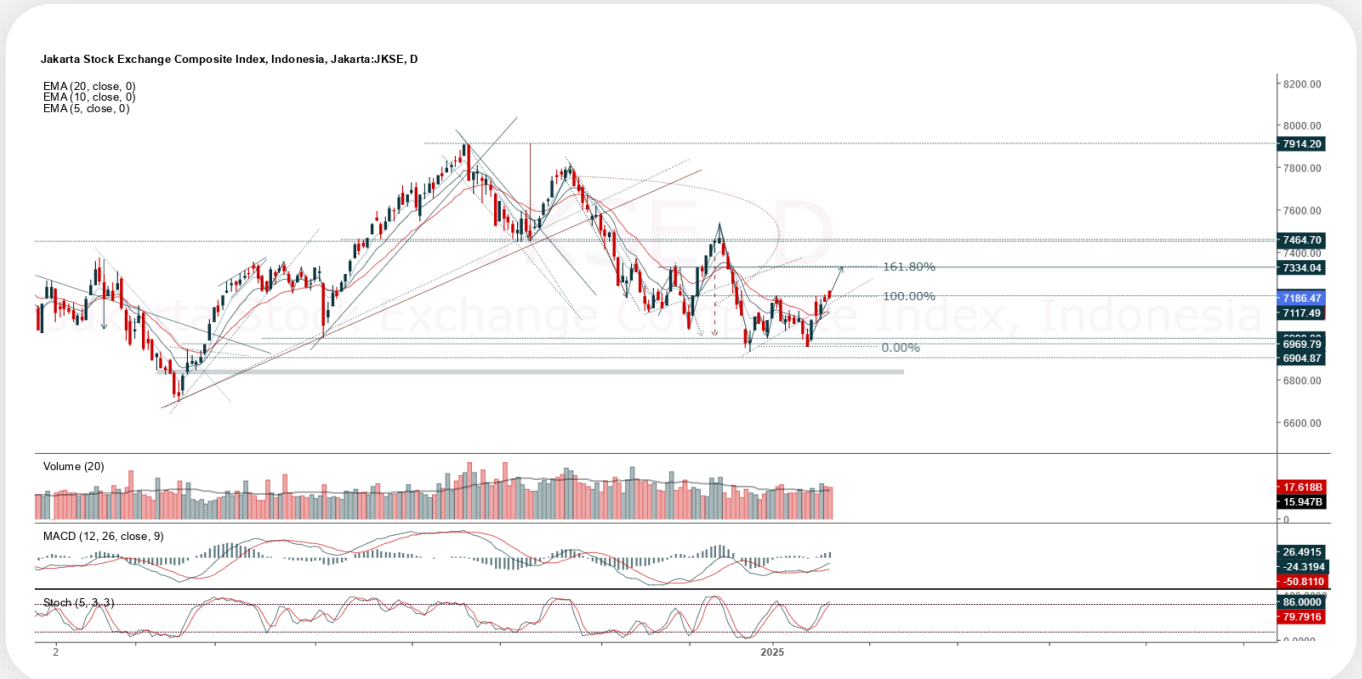 Jakarta Stock Exchange Composite Index, Indonesia, Jakarta:JKSE, D
EMA (20, close, 0)
EMA (10, close, 0)
EMA (5, close, 0)
8200.00
8000.00
7914.20
7800.00
7600.00
7464.70
7400.00
161.80%
7334.04
100.00%
7186.47
7117.49
0.00%
6969.79
6904.87
6800.00
6600.00
Volume (20)
17.618B
15.947B
0
MACD (12, 26, close, 9)
26.4915
-24.3194
-50.8110
Stoch (5, 3, 3)
86.0000
79.7916
0.0000
2
2025